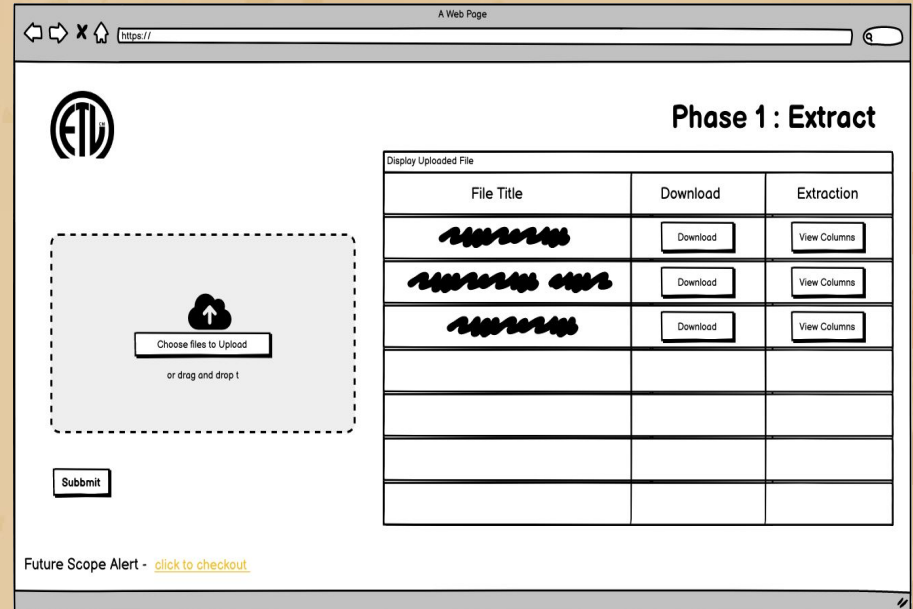 A Web Page
https://
ETL CM
Phase 1 : Extract
Display Uploaded File
File Title Download Extraction
Download View Columns
Download View Columns
Download View Columns
Choose files to Upload
or drag and drop t
Subbmit
Future Scope Alert - click to checkout